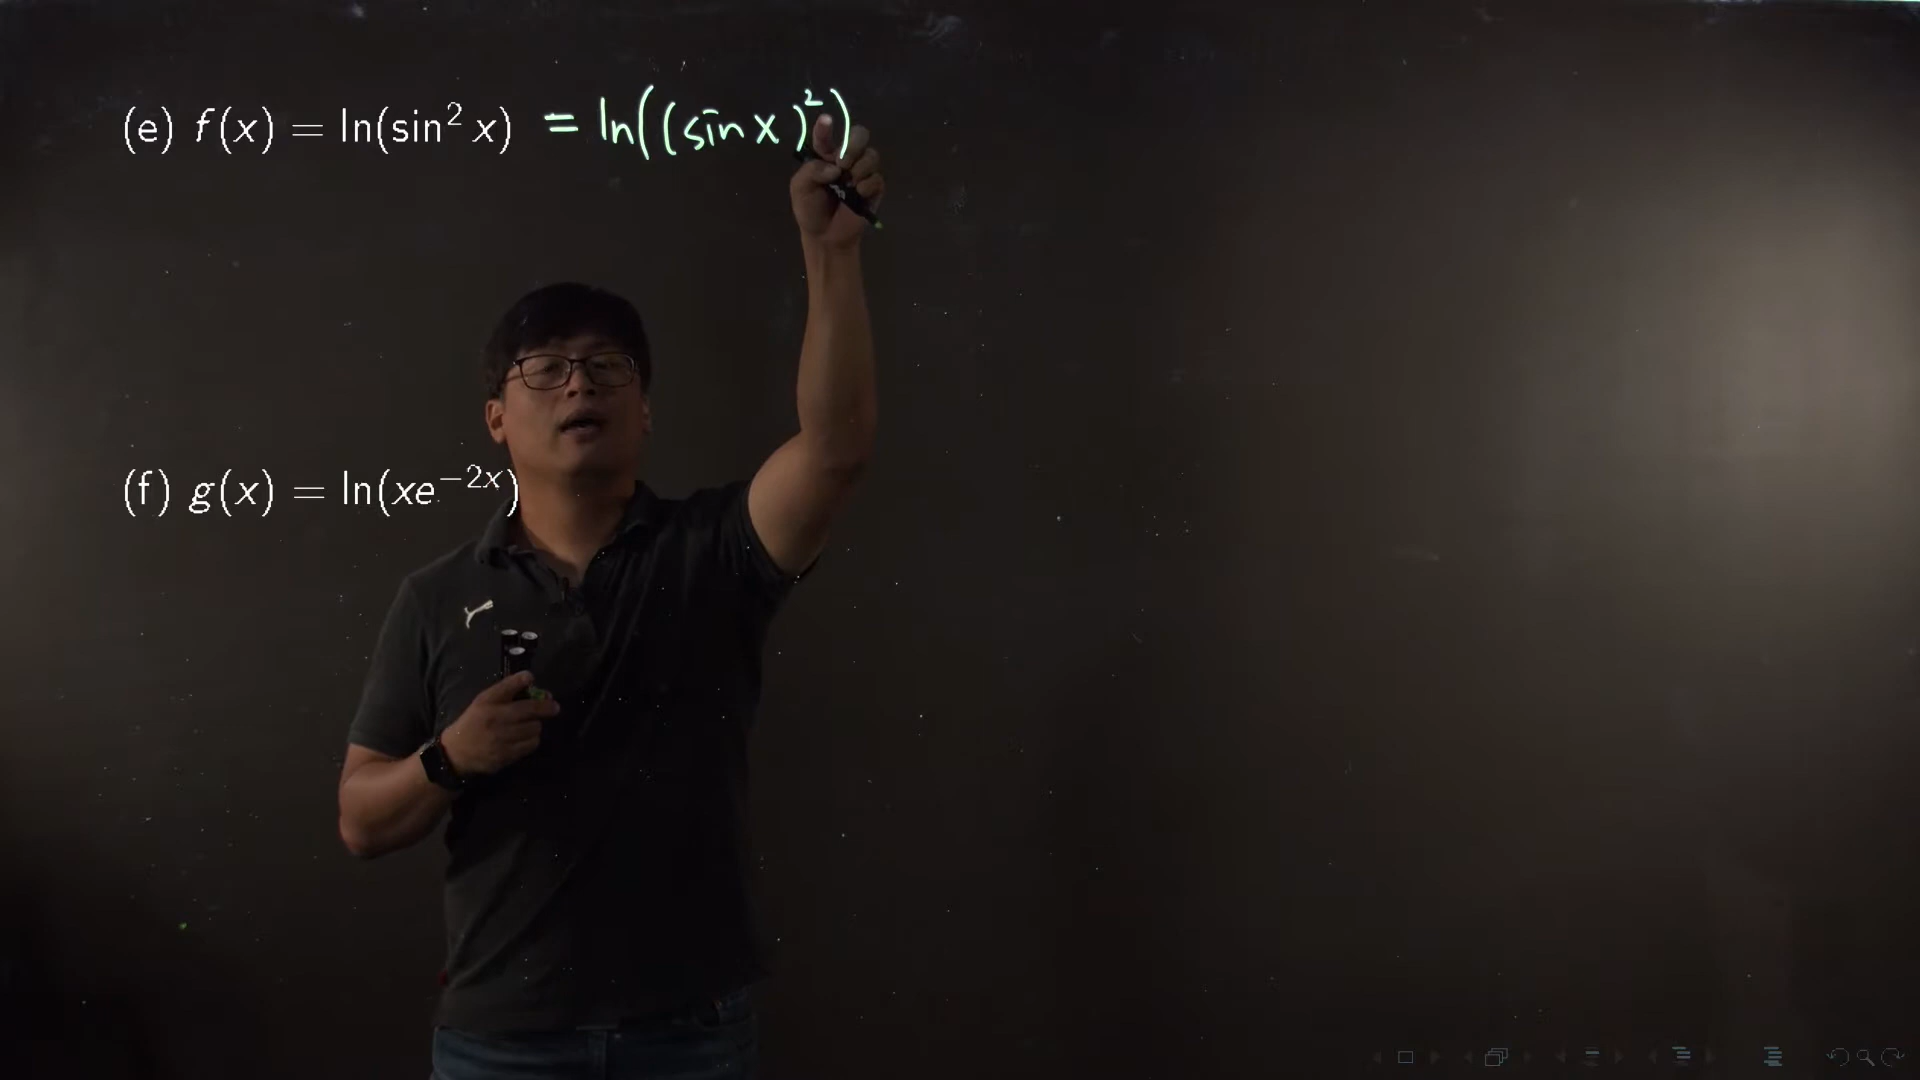 (e) f(x) = ln(sin² x) = ln((sin x)²)
(f) g(x) = ln(xe⁻²ˣ)